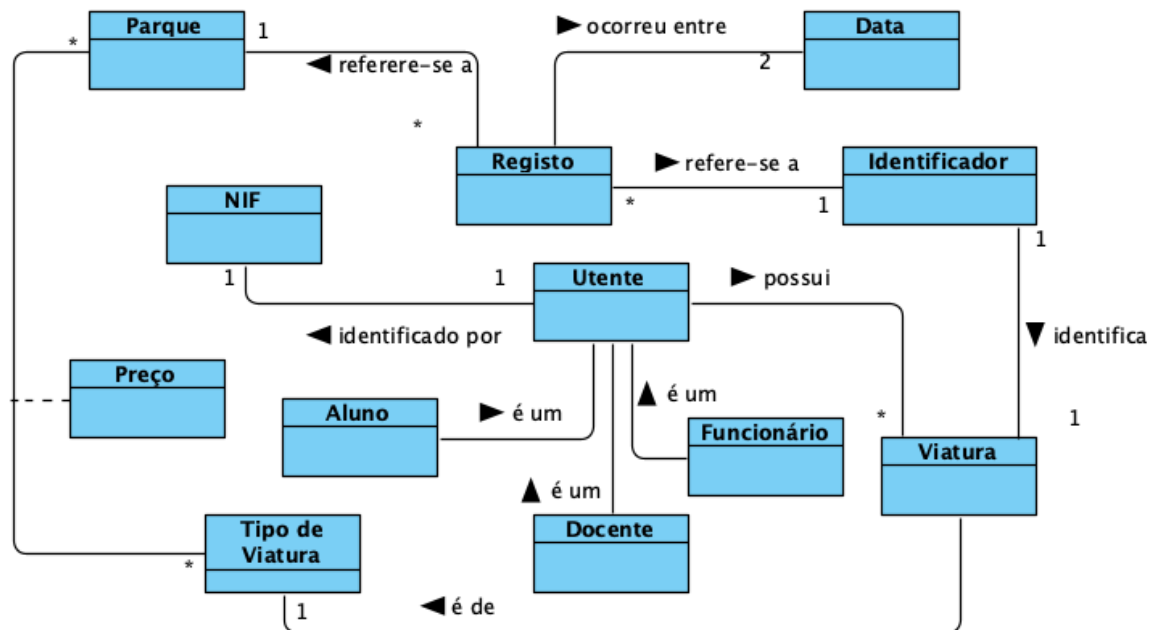 Parque
1
*
◀ referere-se a
*
▶ ocorreu entre
2
Data
Registo
▶ refere-se a
*
1
Identificador
1
NIF
1
1
Utente
▶ possui
◀ identificado por
▼ identifica
Preço
Aluno
▶ é um
▲ é um
Funcionário
*
1
Viatura
▲ é um
Docente
Tipo de
Viatura
*
1
◀ é de